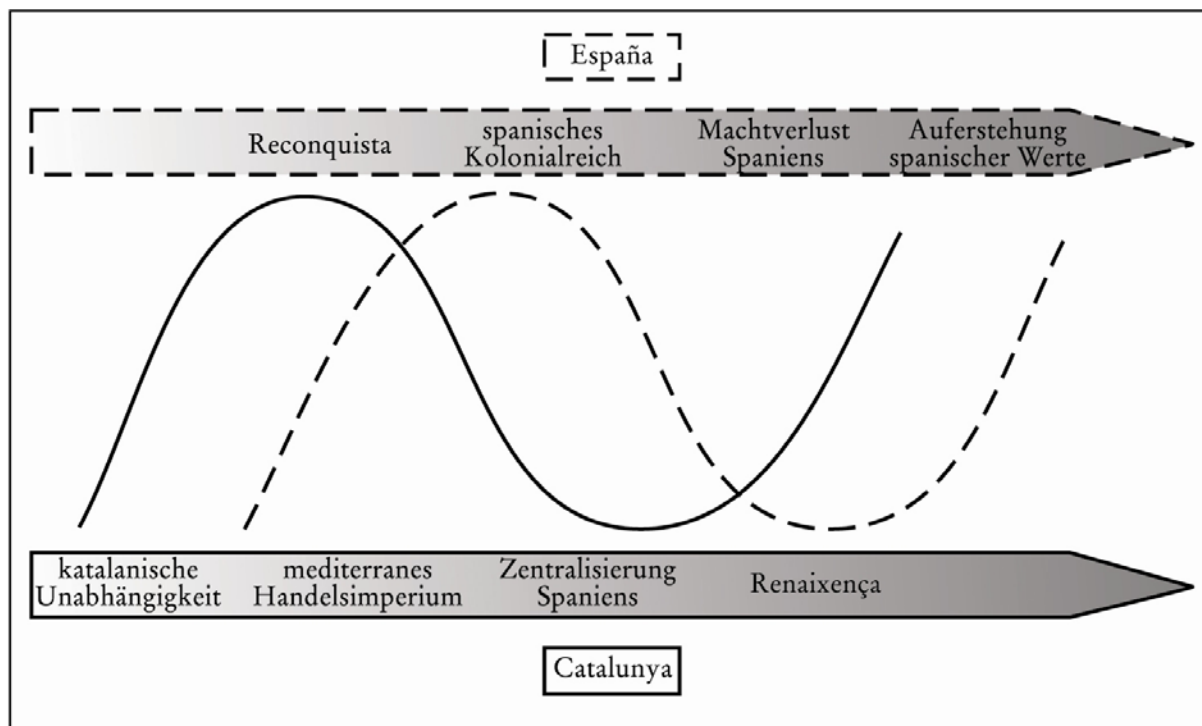 España
Reconquista
spanisches
Kolonialreich
Machtverlust
Spaniens
Auferstehung
spanischer Werte
katalanische
Unabhängigkeit
mediterranes
Handelsimperium
Zentralisierung
Spaniens
Renaixença
Catalunya